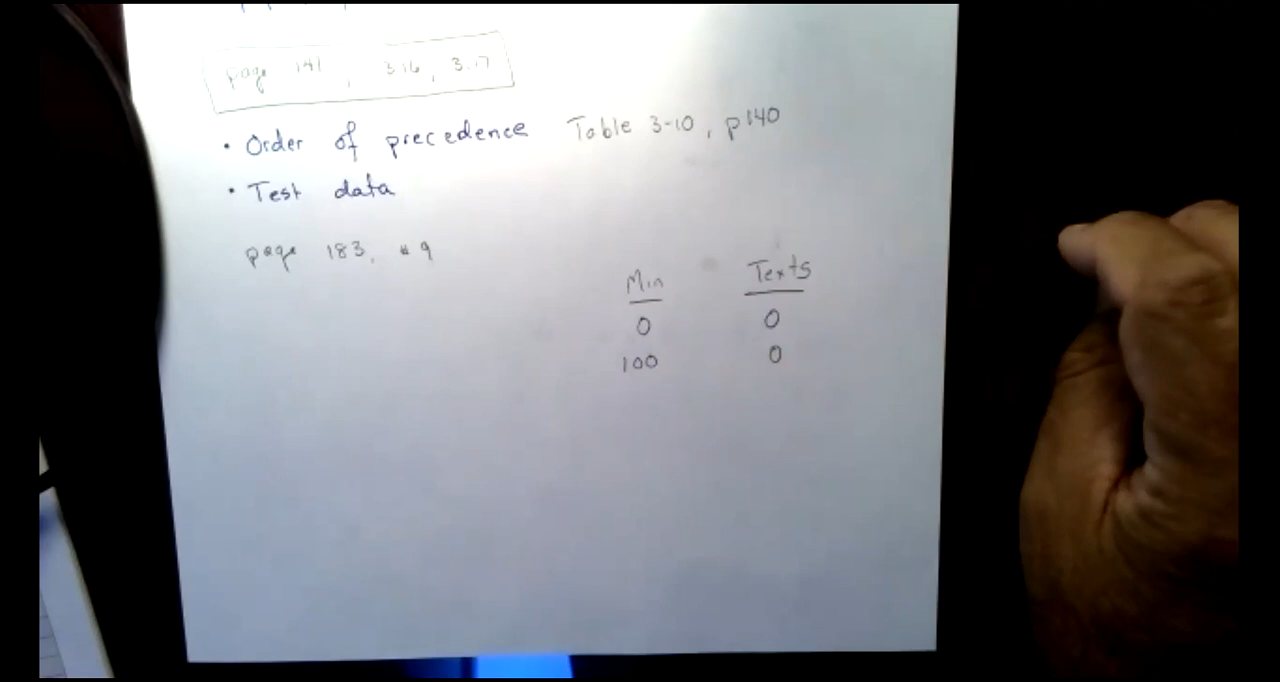 page 141, 3.16, 3.17
• Order of precedence Table 3-10, p140
• Test data
page 183, #9
Min Texts
0 0
100 0